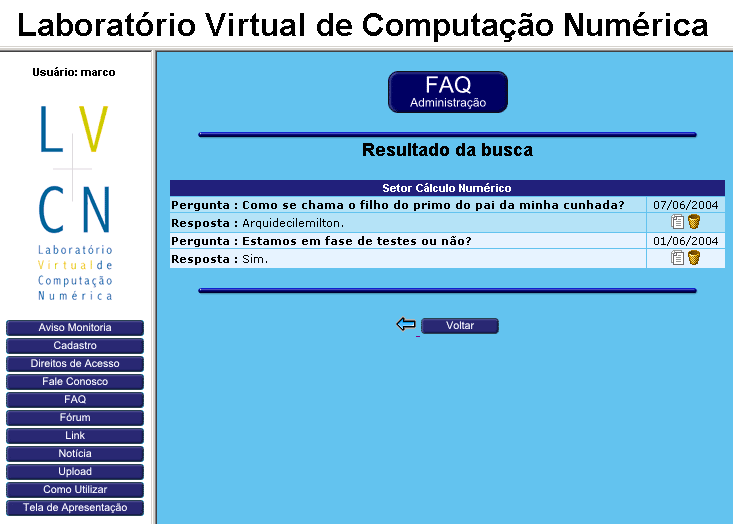 Laboratório Virtual de Computação Numérica
Usuário: marco
L V
C N
Laboratório
Virtual de
Computação
Numérica
Aviso Monitoria
Cadastro
Direitos de Acesso
Fale Conosco
FAQ
Fórum
Link
Notícia
Upload
Como Utilizar
Tela de Apresentação
FAQ
Administração
Resultado da busca
Setor Cálculo Numérico
Pergunta : Como se chama o filho do primo do pai da minha cunhada? 07/06/2004
Resposta : Arquidecilemilton.
Pergunta : Estamos em fase de testes ou não? 01/06/2004
Resposta : Sim.
Voltar